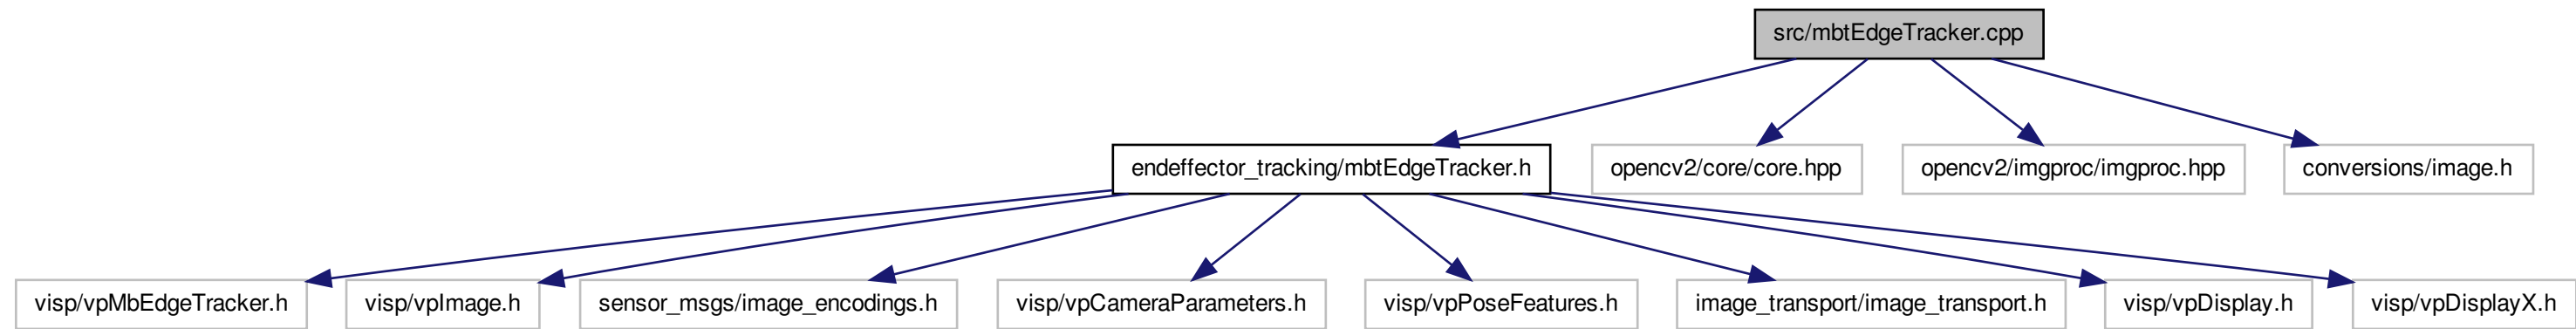 src/mbtEdgeTracker.cpp
endeffector_tracking/mbtEdgeTracker.h
opencv2/core/core.hpp
opencv2/imgproc/imgproc.hpp
conversions/image.h
visp/vpMbEdgeTracker.h
visp/vpImage.h
sensor_msgs/image_encodings.h
visp/vpCameraParameters.h
visp/vpPoseFeatures.h
image_transport/image_transport.h
visp/vpDisplay.h
visp/vpDisplayX.h